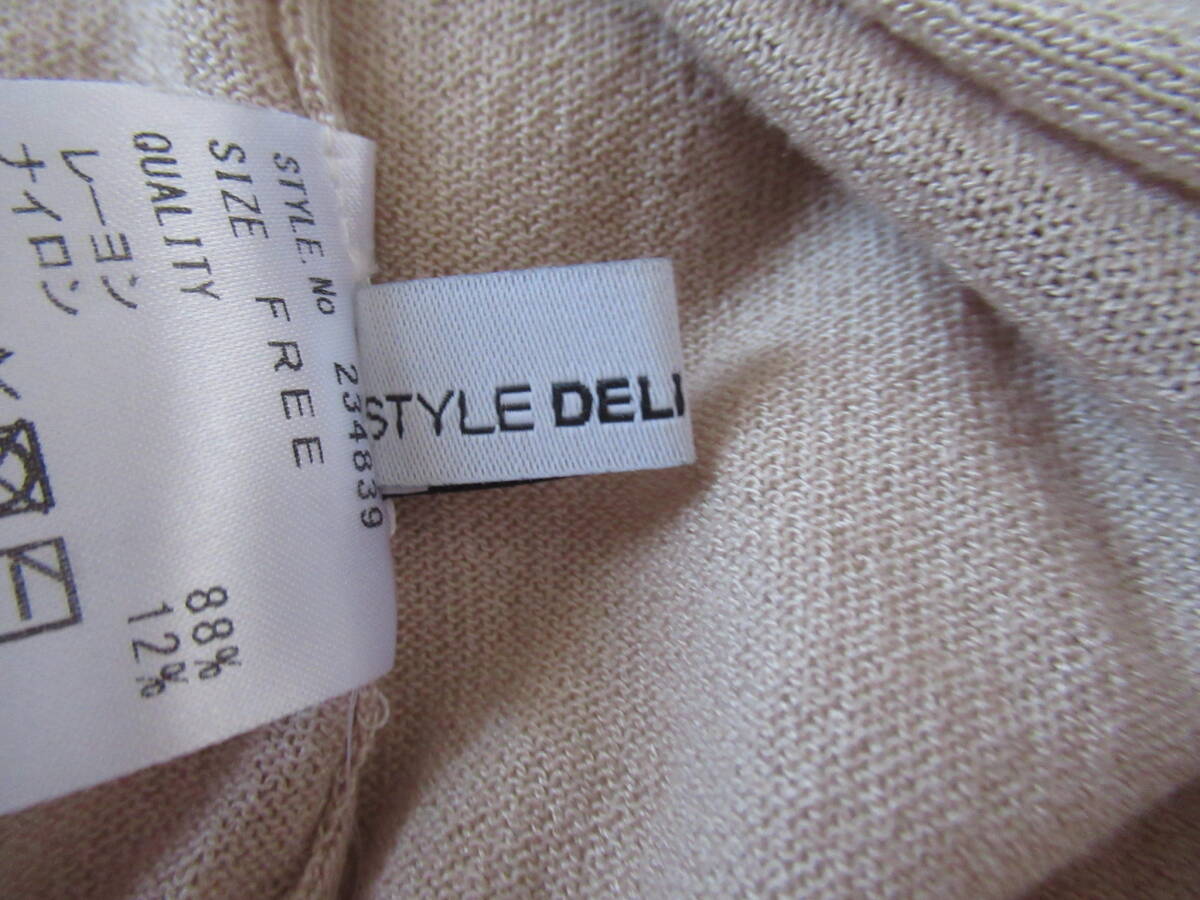 STYLE. No 234839
SIZE FREE
QUALITY
レーヨン 88%
ナイロン 12%
STYLE DELI